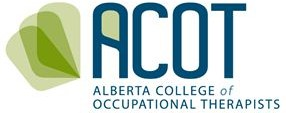 ACOT
ALBERTA COLLEGE of
OCCUPATIONAL THERAPISTS